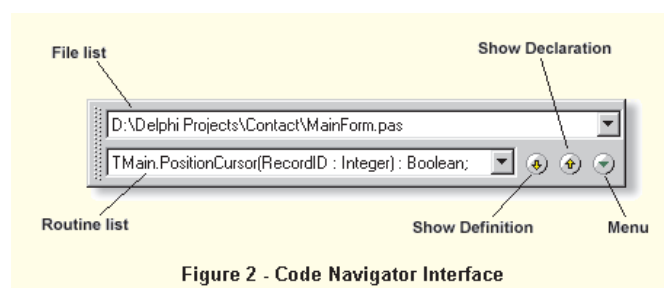 Show Declaration
File list
D:\Delphi Projects\Contact\MainForm.pas
TMain.PositionCursor(RecordID : Integer) : Boolean;
Routine list
Show Definition
Menu
Figure 2 - Code Navigator Interface